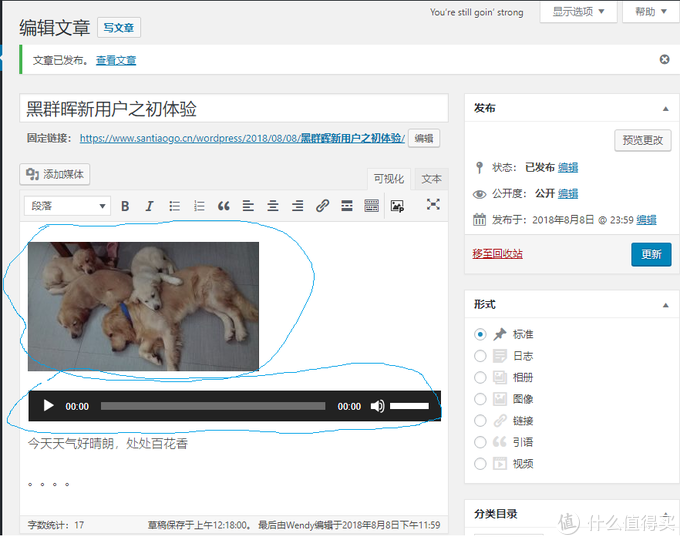 You're still goin' strong
显示选项
帮助
编辑文章
写文章
文章已发布。 查看文章
黑群晖新用户之初体验
固定链接: https://www.santiaogo.cn/wordpress/2018/08/08/黑群晖新用户之初体验/ 编辑
添加媒体
可视化
文本
段落
B I
00:00
00:00
今天天气好晴朗，处处百花香
。。。。
字数统计：17
草稿保存于上午12:18:00。 最后由Wendy编辑于2018年8月8日下午11:59
发布
预览更改
状态： 已发布 编辑
公开度： 公开 编辑
发布于： 2018年8月8日 @ 23:59 编辑
移至回收站
更新
形式
标准
日志
相册
图像
链接
引语
视频
分类目录
值 什么值得买